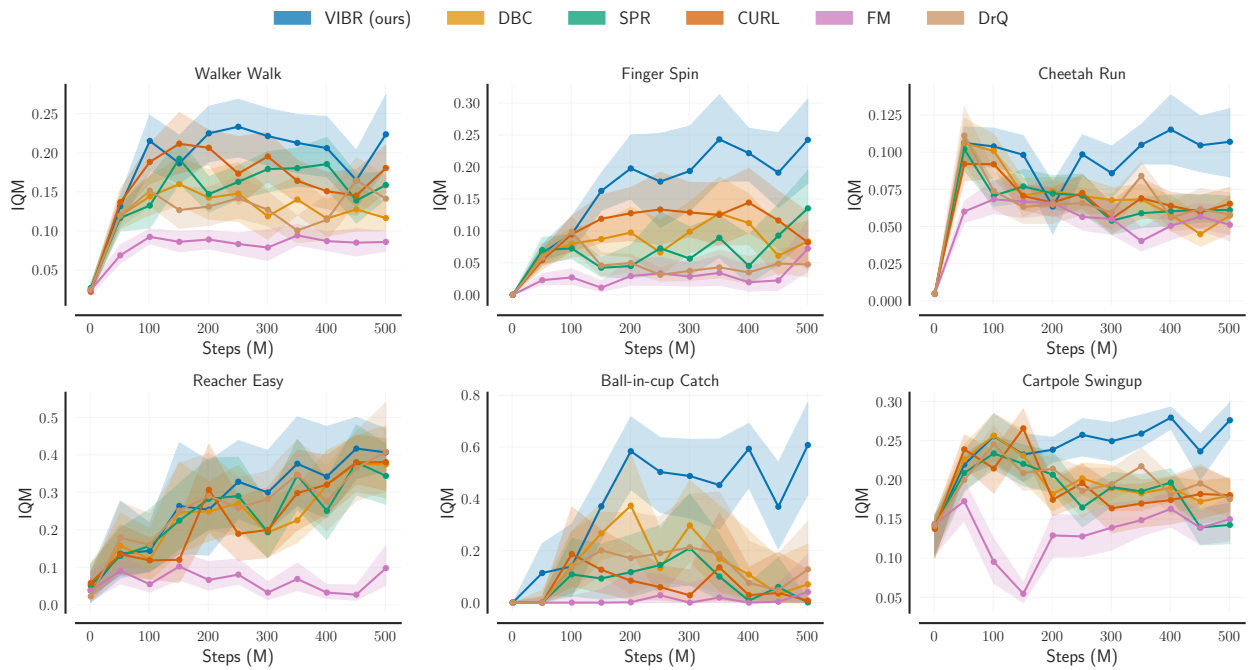 VIBR (ours) DBC SPR CURL FM DrQ
Walker Walk
IQM
0.25
0.20
0.15
0.10
0.05
0 100 200 300 400 500
Steps (M)
Finger Spin
IQM
0.30
0.25
0.20
0.15
0.10
0.05
0.00
0 100 200 300 400 500
Steps (M)
Cheetah Run
IQM
0.125
0.100
0.075
0.050
0.025
0.000
0 100 200 300 400 500
Steps (M)
Reacher Easy
IQM
0.5
0.4
0.3
0.2
0.1
0.0
0 100 200 300 400 500
Steps (M)
Ball-in-cup Catch
IQM
0.8
0.6
0.4
0.2
0.0
0 100 200 300 400 500
Steps (M)
Cartpole Swingup
IQM
0.30
0.25
0.20
0.15
0.10
0.05
0 100 200 300 400 500
Steps (M)